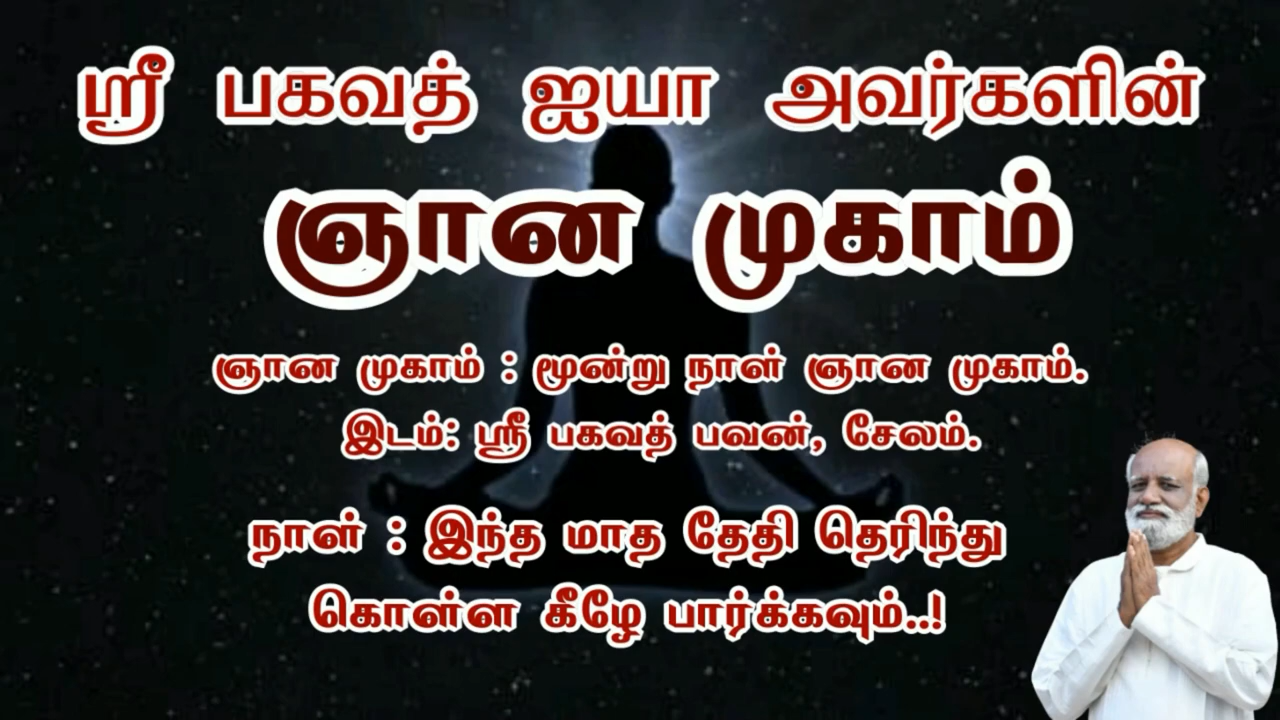 ஸ்ரீ பகவத் ஐயா அவர்களின்
ஞான முகாம்
ஞான முகாம் : மூன்று நாள் ஞான முகாம்.
இடம்: ஸ்ரீ பகவத் பவன், சேலம்.
நாள் : இந்த மாத தேதி தெரிந்து
கொள்ள கீழே பார்க்கவும்..!